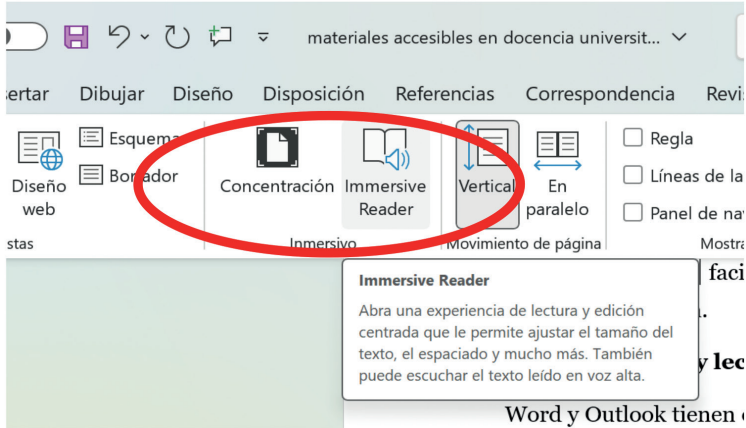 materiales accesibles en docencia universit...
sertar Dibujar Diseño Disposición Referencias Correspondencia Revis
Esquema
Borrador
Diseño
web
Concentración
Immersive
Reader
Vertical
En
paralelo
Regla
Líneas de la
Panel de nav
stas Inmersivo Movimiento de página Mostra
Immersive Reader
Abra una experiencia de lectura y edición
centrada que le permite ajustar el tamaño del
texto, el espaciado y mucho más. También
puede escuchar el texto leído en voz alta.
faci
y lec
Word y Outlook tienen